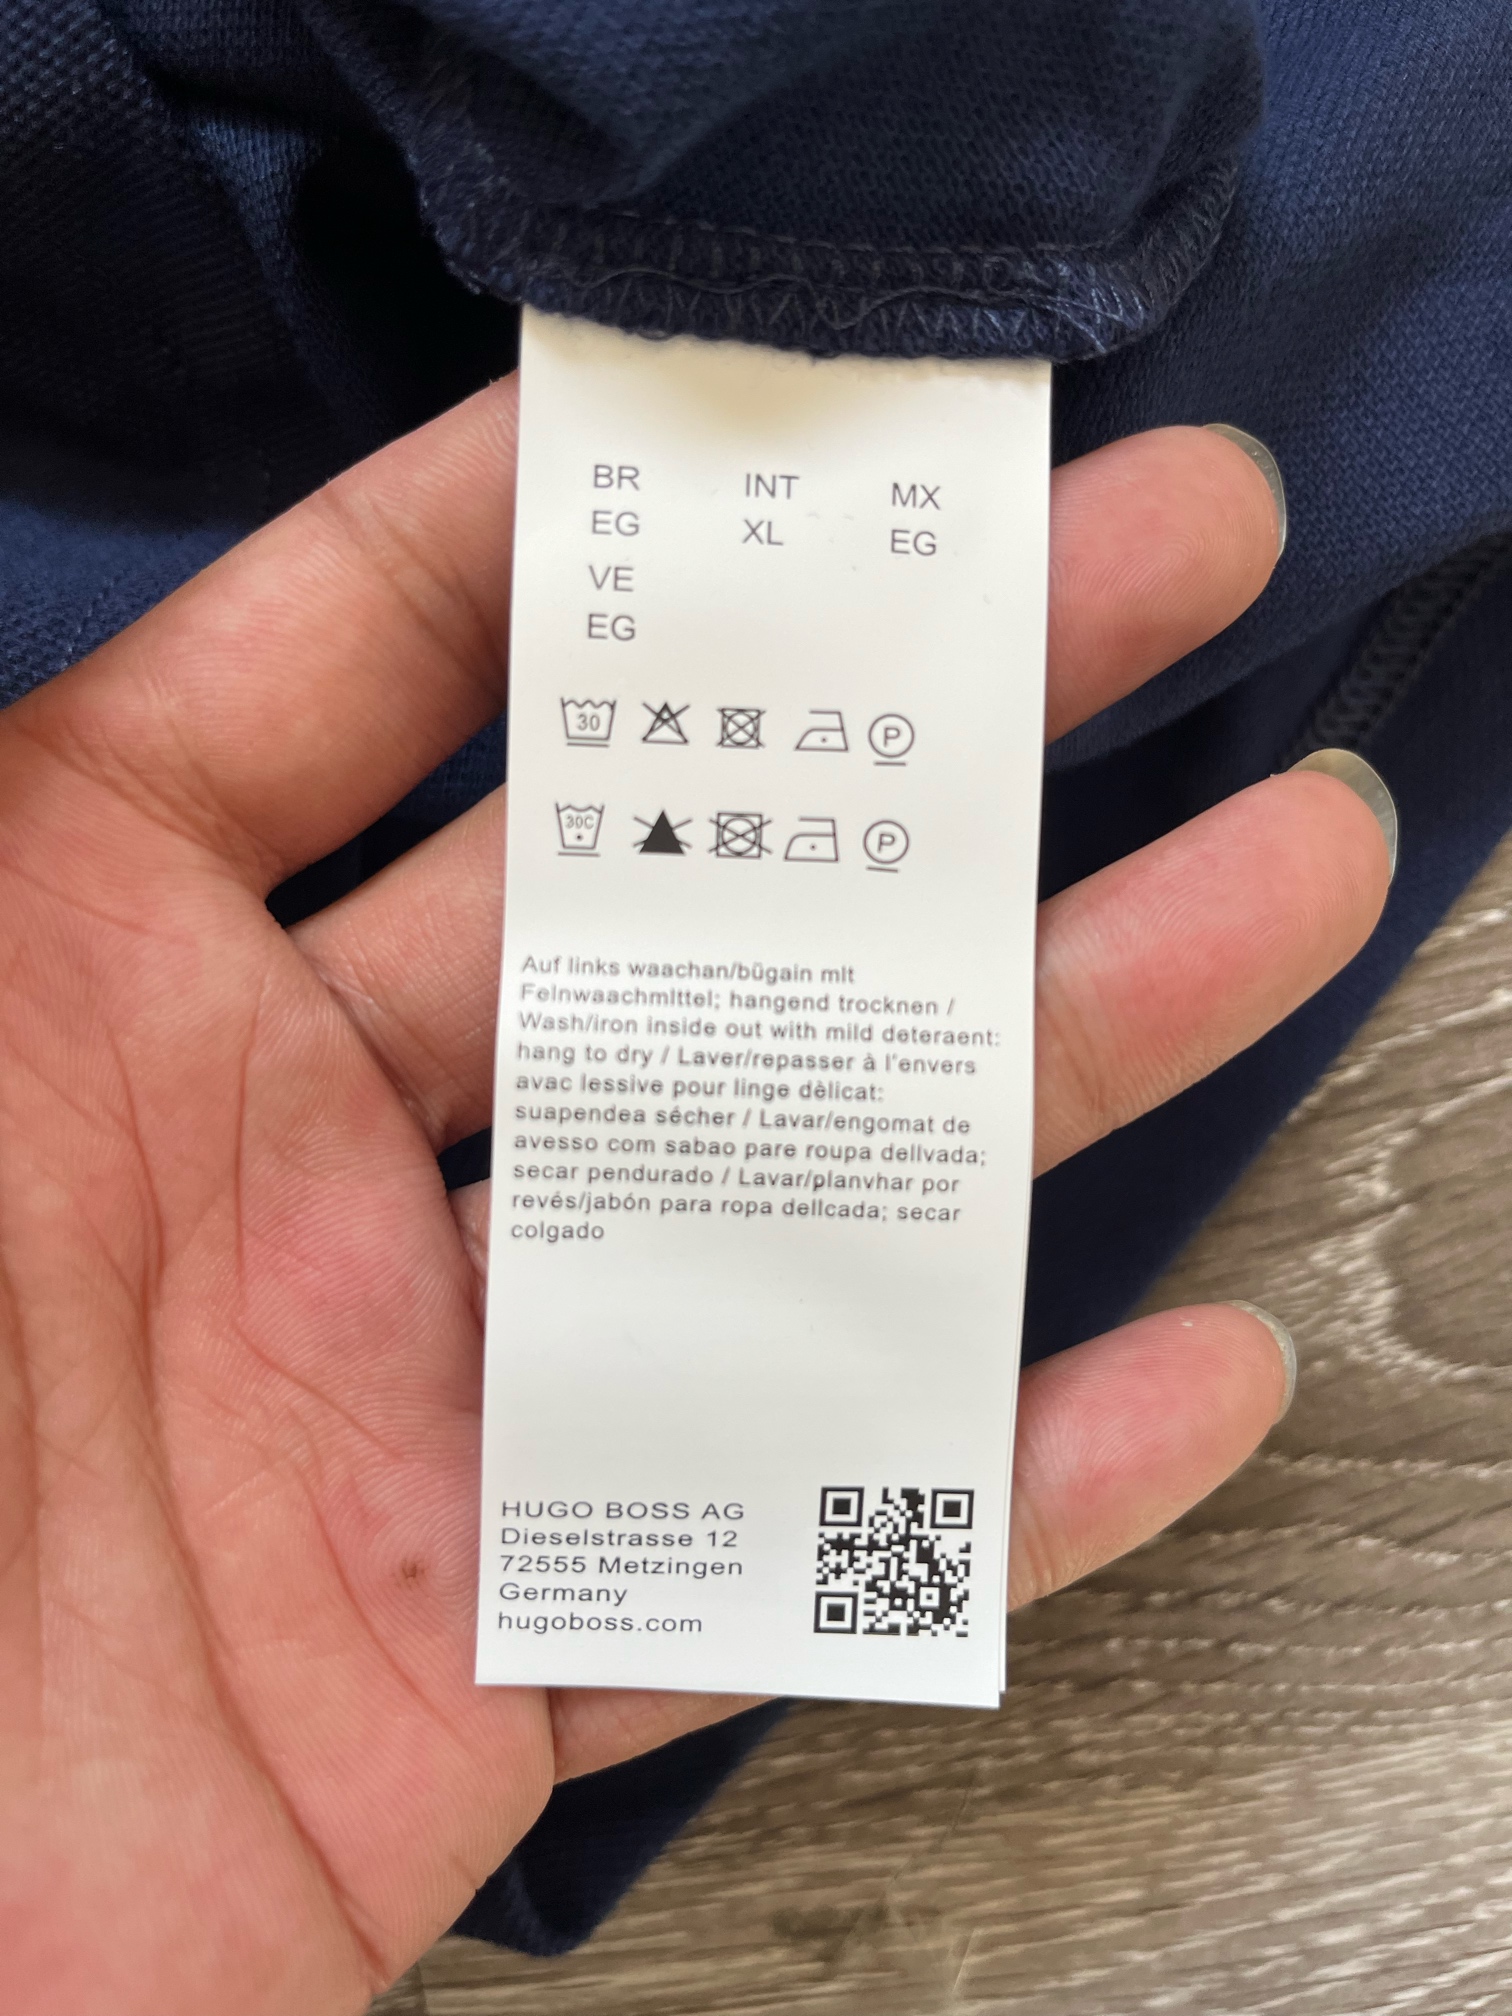 BR INT MX
EG XL EG
VE
EG
30 P
30C P
Auf links waachan/bügain mlt
Felnwaachmlttel; hangend trocknen /
Wash/iron inside out with mild deteraent:
hang to dry / Laver/repasser à l'envers
avac lessive pour linge dèlicat:
suapendea sécher / Lavar/engomat de
avesso com sabao pare roupa dellvada;
secar pendurado / Lavar/planvhar por
revés/jabón para ropa dellcada; secar
colgado
HUGO BOSS AG
Dieselstrasse 12
72555 Metzingen
Germany
hugoboss.com